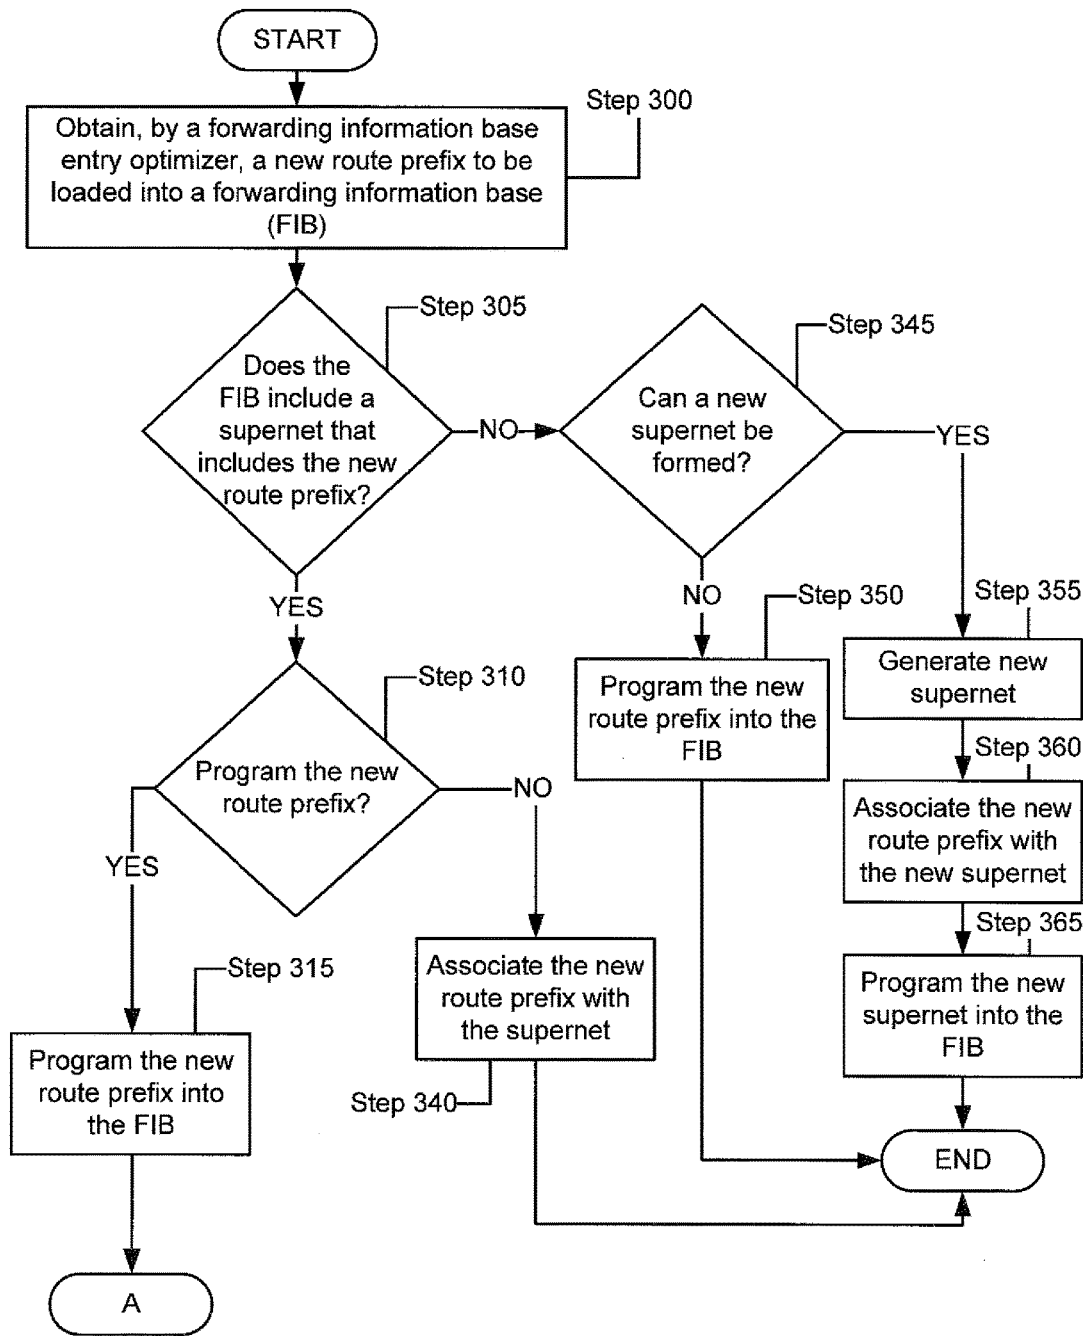 START
Step 300
Obtain, by a forwarding information base
entry optimizer, a new route prefix to be
loaded into a forwarding information base
(FIB)
Step 305
Does the
FIB include a
supernet that
includes the new
route prefix?
NO
Step 345
Can a new
supernet be
formed?
YES
YES
NO
Step 310
Program the new
route prefix?
Step 350
Program the new
route prefix into the
FIB
Step 355
Generate new
supernet
Step 360
Associate the new
route prefix with
the new supernet
Step 365
Program the new
supernet into the
FIB
YES
NO
Step 315
Program the new
route prefix into
the FIB
Associate the new
route prefix with
the supernet
Step 340
END
A